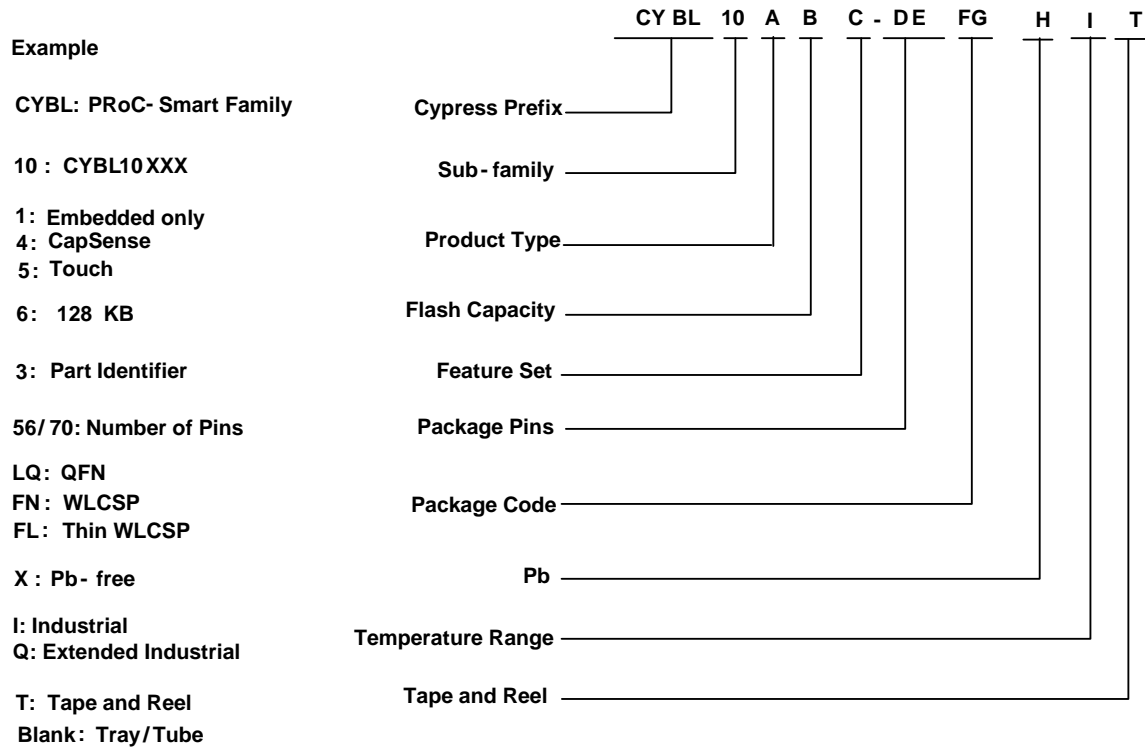 CY BL 10 A B C - DE FG H I T
Example
CYBL: PRoC- Smart Family Cypress Prefix
10 : CYBL10XXX Sub- family
1: Embedded only
4: CapSense Product Type
5: Touch
6: 128 KB Flash Capacity
3: Part Identifier Feature Set
56/ 70: Number of Pins Package Pins
LQ: QFN
FN: WLCSP Package Code
FL: Thin WLCSP
X : Pb- free Pb
I: Industrial Temperature Range
Q: Extended Industrial
T: Tape and Reel Tape and Reel
Blank: Tray/Tube